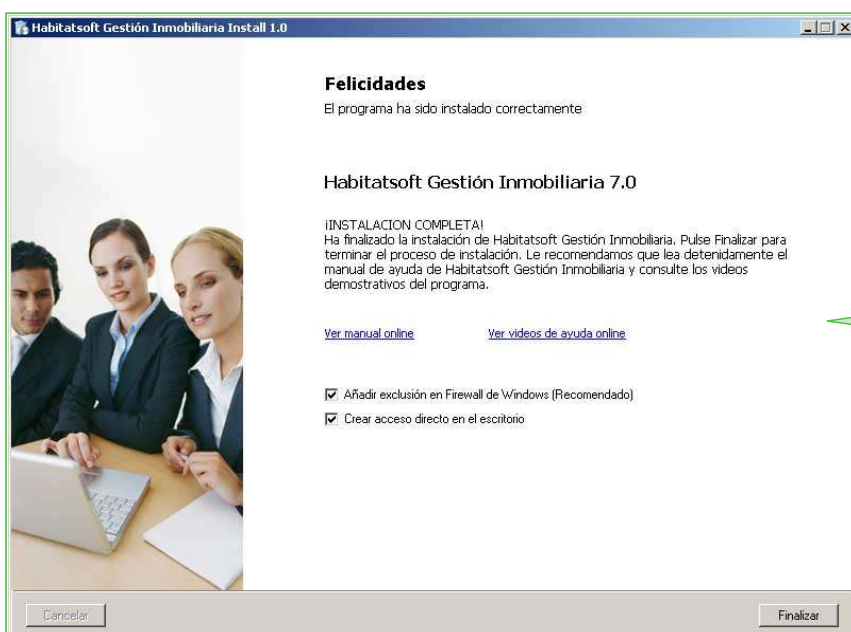 Habitatsoft Gestión Inmobiliaria Install 1.0
Felicidades
El programa ha sido instalado correctamente
Habitatsoft Gestión Inmobiliaria 7.0
¡INSTALACION COMPLETA!
Ha finalizado la instalación de Habitatsoft Gestión Inmobiliaria. Pulse Finalizar para
terminar el proceso de instalación. Le recomendamos que lea detenidamente el
manual de ayuda de Habitatsoft Gestión Inmobiliaria y consulte los videos
demostrativos del programa.
Ver manual online Ver videos de ayuda online
Añadir exclusión en Firewall de Windows (Recomendado)
Crear acceso directo en el escritorio
Cancelar Finalizar